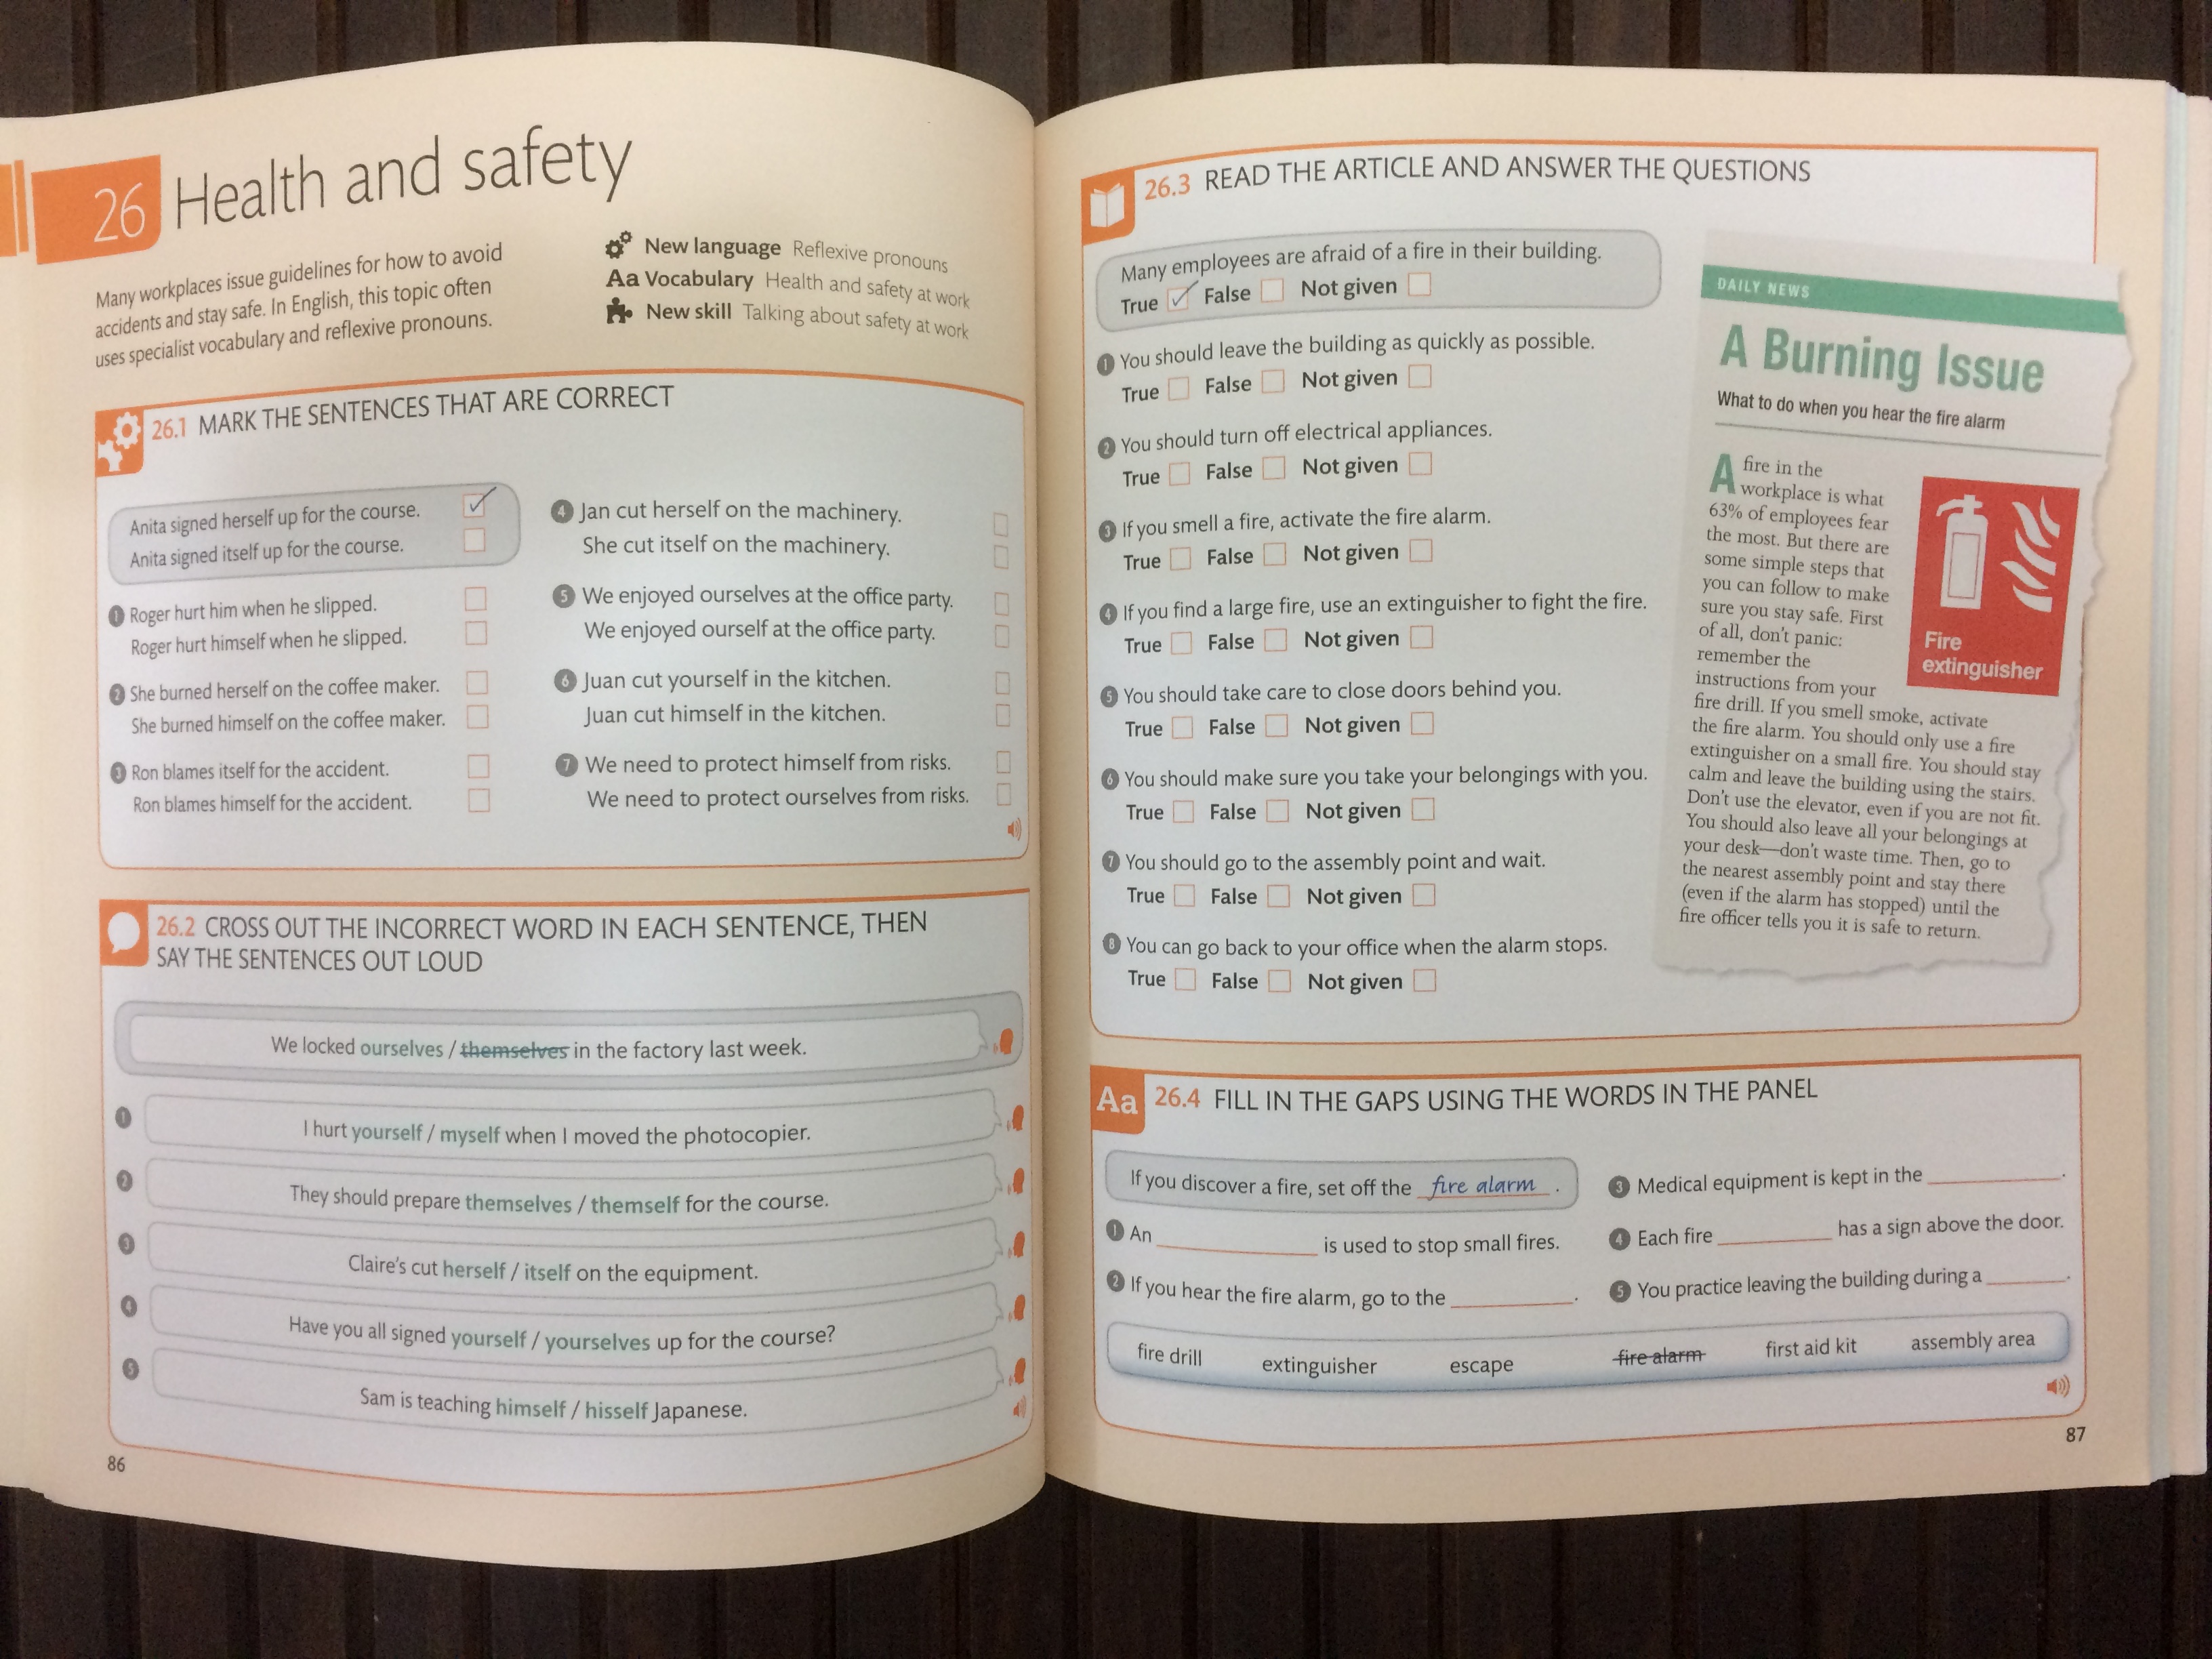 26 Health and safety
Many workplaces issue guidelines for how to avoid
accidents and stay safe. In English, this topic often
uses specialist vocabulary and reflexive pronouns.
New language Reflexive pronouns
Aa Vocabulary Health and safety at work
New skill Talking about safety at work
26.1 MARK THE SENTENCES THAT ARE CORRECT
Anita signed herself up for the course.
Anita signed itself up for the course.
1 Roger hurt him when he slipped.
Roger hurt himself when he slipped.
2 She burned herself on the coffee maker.
She burned himself on the coffee maker.
3 Ron blames itself for the accident.
Ron blames himself for the accident.
4 Jan cut herself on the machinery.
She cut itself on the machinery.
5 We enjoyed ourselves at the office party.
We enjoyed ourself at the office party.
6 Juan cut yourself in the kitchen.
Juan cut himself in the kitchen.
7 We need to protect himself from risks.
We need to protect ourselves from risks.
26.2 CROSS OUT THE INCORRECT WORD IN EACH SENTENCE, THEN
SAY THE SENTENCES OUT LOUD
We locked ourselves / themselves in the factory last week.
1 I hurt yourself / myself when I moved the photocopier.
2 They should prepare themselves / themself for the course.
3 Claire's cut herself / itself on the equipment.
4 Have you all signed yourself / yourselves up for the course?
5 Sam is teaching himself / hisself Japanese.
86
26.3 READ THE ARTICLE AND ANSWER THE QUESTIONS
Many employees are afraid of a fire in their building.
True False Not given
1 You should leave the building as quickly as possible.
True False Not given
2 You should turn off electrical appliances.
True False Not given
3 If you smell a fire, activate the fire alarm.
True False Not given
4 If you find a large fire, use an extinguisher to fight the fire.
True False Not given
5 You should take care to close doors behind you.
True False Not given
6 You should make sure you take your belongings with you.
True False Not given
7 You should go to the assembly point and wait.
True False Not given
8 You can go back to your office when the alarm stops.
True False Not given
DAILY NEWS
A Burning Issue
What to do when you hear the fire alarm
A fire in the
workplace is what
63% of employees fear
the most. But there are
some simple steps that
you can follow to make
sure you stay safe. First
of all, don't panic:
remember the
instructions from your
fire drill. If you smell smoke, activate
the fire alarm. You should only use a fire
extinguisher on a small fire. You should stay
calm and leave the building using the stairs.
Don't use the elevator, even if you are not fit.
You should also leave all your belongings at
your desk—don't waste time. Then, go to
the nearest assembly point and stay there
(even if the alarm has stopped) until the
fire officer tells you it is safe to return.
Fire
extinguisher
Aa 26.4 FILL IN THE GAPS USING THE WORDS IN THE PANEL
If you discover a fire, set off the fire alarm .
1 An ____ is used to stop small fires.
2 If you hear the fire alarm, go to the ____.
3 Medical equipment is kept in the ____.
4 Each fire ____ has a sign above the door.
5 You practice leaving the building during a ____.
fire drill extinguisher escape fire alarm first aid kit assembly area
87